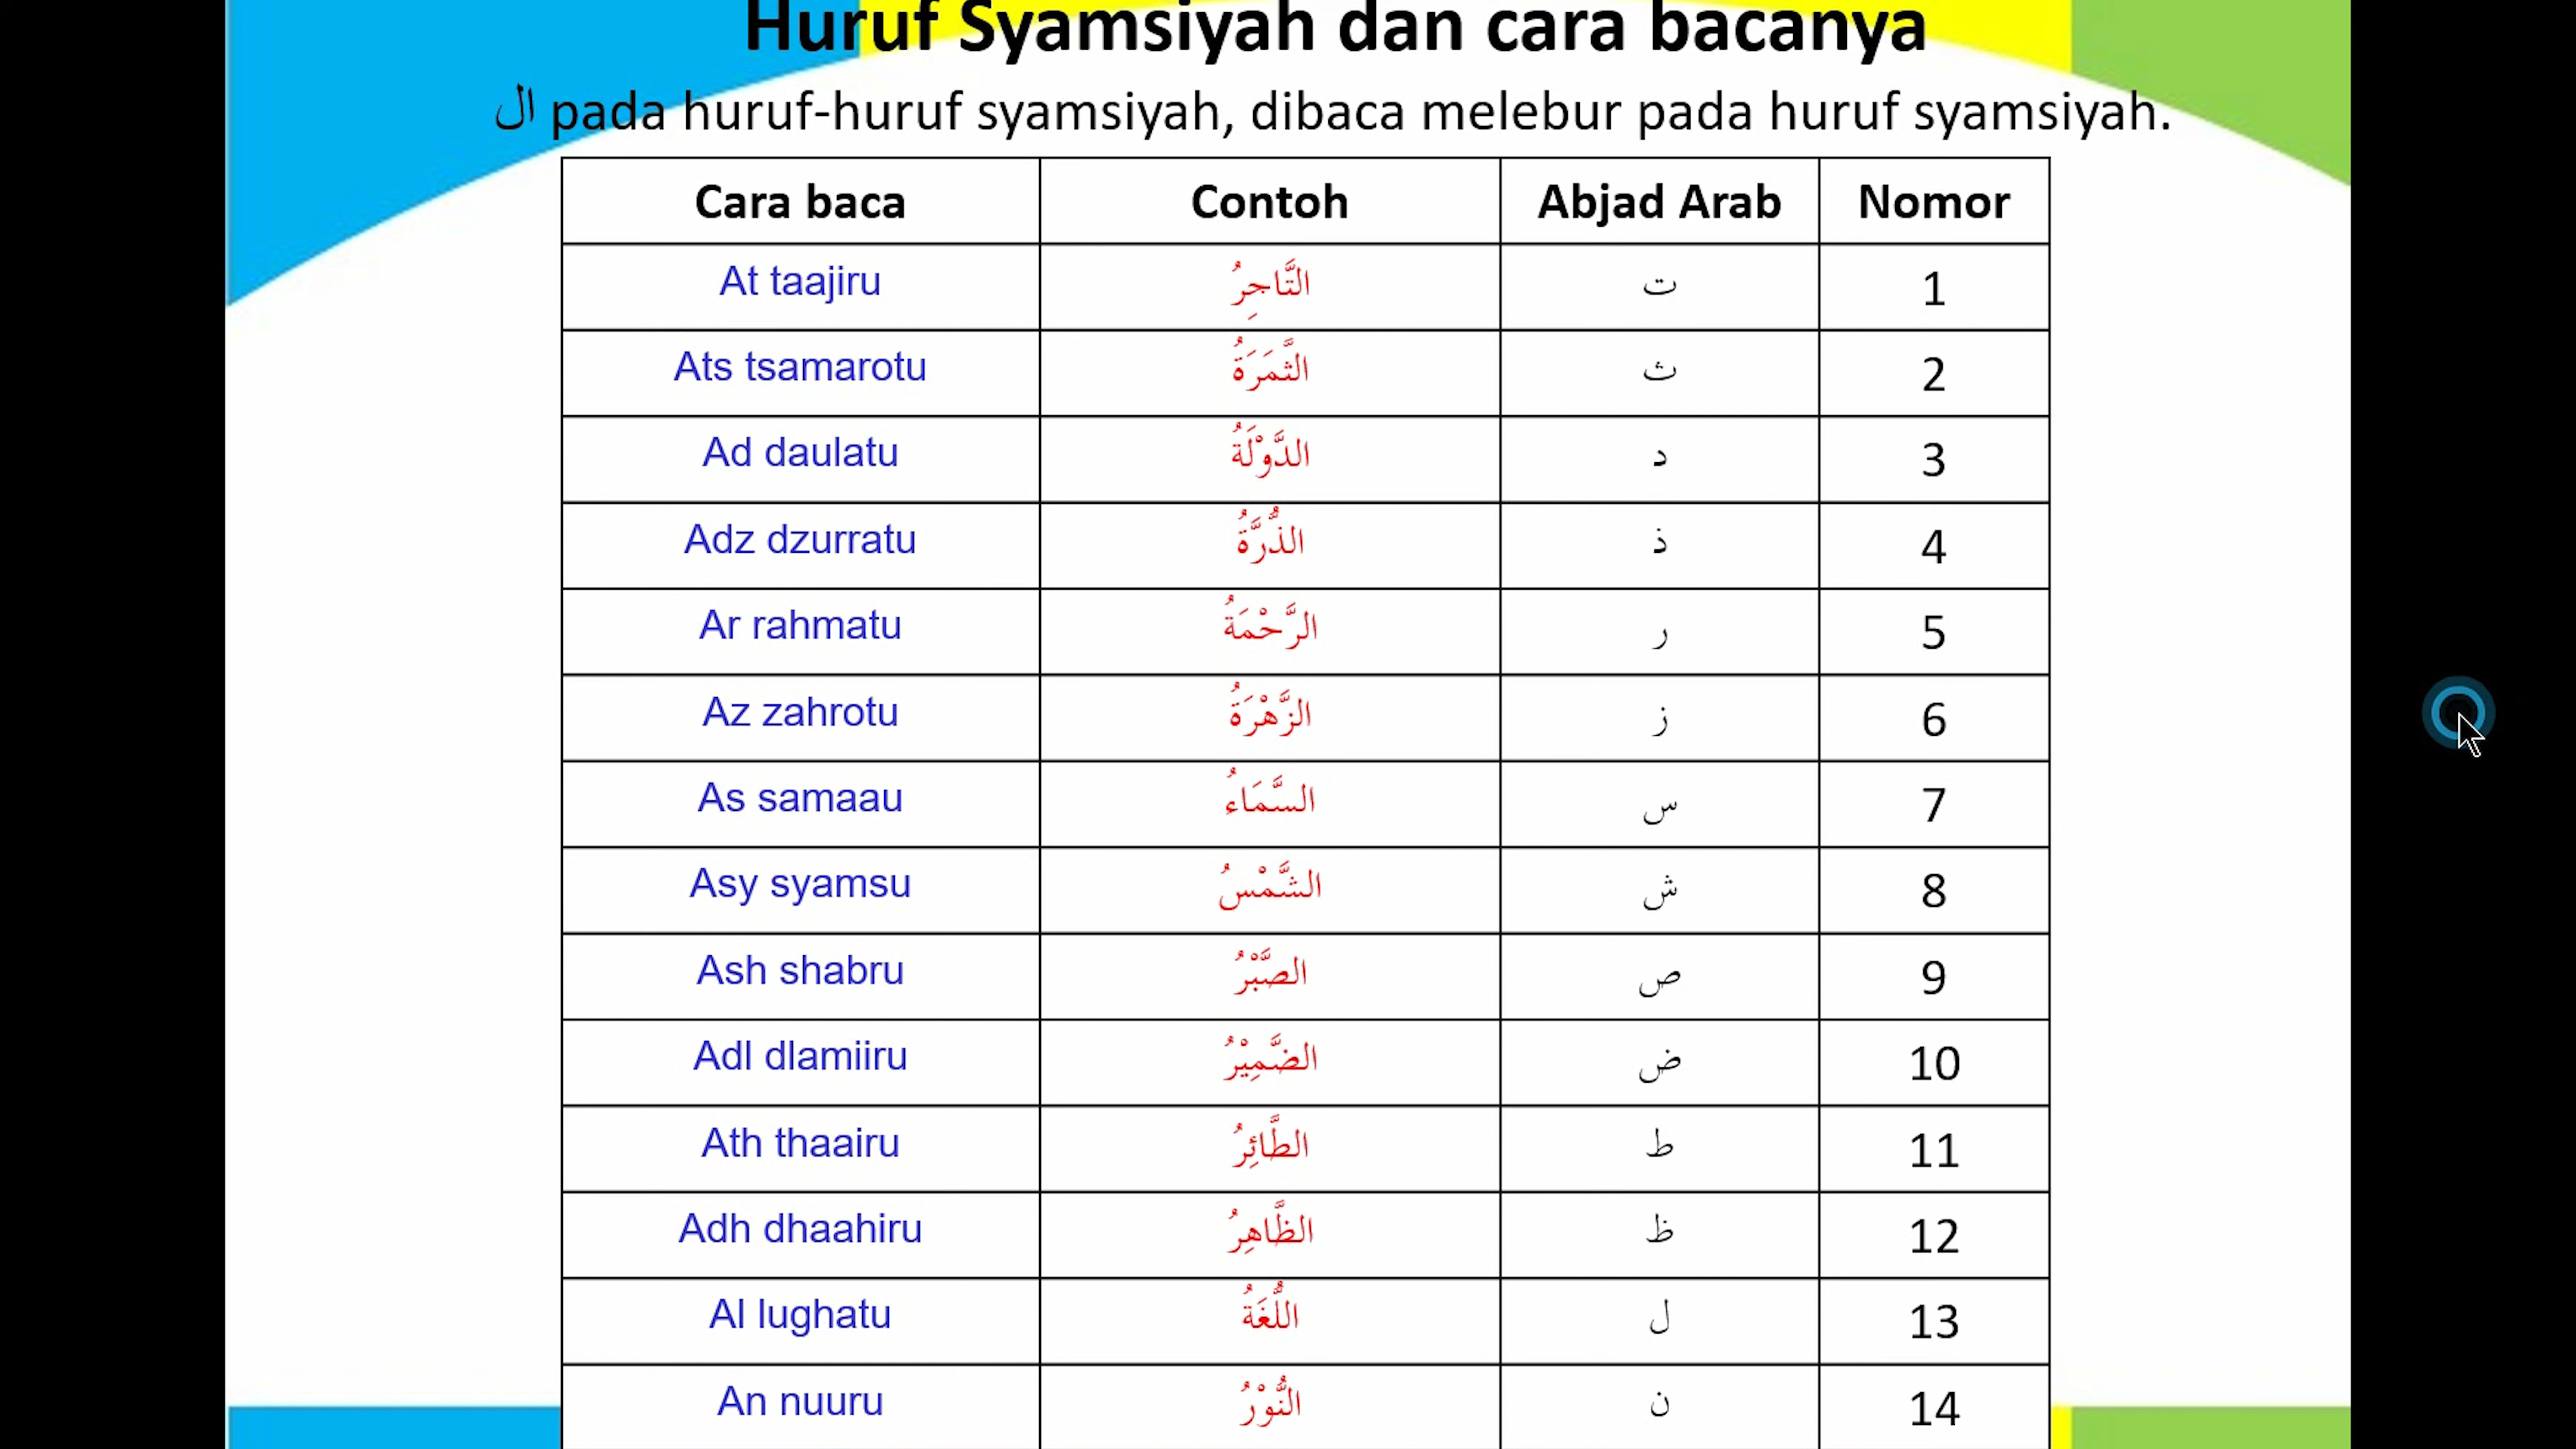 Huruf Syamsiyah dan cara bacanya
ال pada huruf-huruf syamsiyah, dibaca melebur pada huruf syamsiyah.
Cara baca Contoh Abjad Arab Nomor
At taajiru التَّاجِرُ ت 1
Ats tsamarotu الثَّمَرَةُ ث 2
Ad daulatu الدَّوْلَةُ د 3
Adz dzurratu الذُّرَّةُ ذ 4
Ar rahmatu الرَّحْمَةُ ر 5
Az zahrotu الزَّهْرَةُ ز 6
As samaau السَّمَاءُ س 7
Asy syamsu الشَّمْسُ ش 8
Ash shabru الصَّبْرُ ص 9
Adl dlamiiru الضَّمِيْرُ ض 10
Ath thaairu الطَّائِرُ ط 11
Adh dhaahiru الظَّاهِرُ ظ 12
Al lughatu اللُّغَةُ ل 13
An nuuru النُّوْرُ ن 14